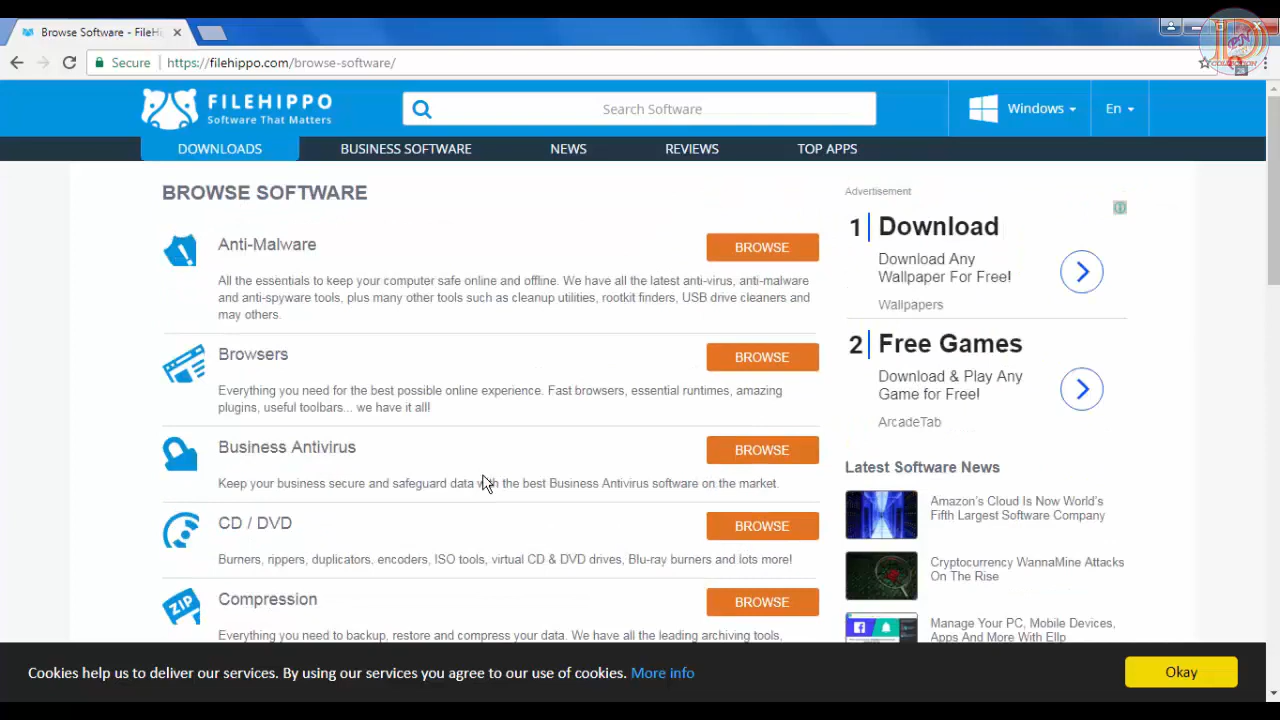 Browse Software - FileHi
Secure https://filehippo.com/browse-software/
FILEHIPPO
Software That Matters
Search Software
Windows
En
DOWNLOADS BUSINESS SOFTWARE NEWS REVIEWS TOP APPS
BROWSE SOFTWARE
Anti-Malware
BROWSE
All the essentials to keep your computer safe online and offline. We have all the latest anti-virus, anti-malware
and anti-spyware tools, plus many other tools such as cleanup utilities, rootkit finders, USB drive cleaners and
may others.
Browsers
BROWSE
Everything you need for the best possible online experience. Fast browsers, essential runtimes, amazing
plugins, useful toolbars... we have it all!
Business Antivirus
BROWSE
Keep your business secure and safeguard data with the best Business Antivirus software on the market.
CD / DVD
BROWSE
Burners, rippers, duplicators. encoders, ISO tools, virtual CD & DVD drives, Blu-ray burners and lots more!
ZIP
Compression
BROWSE
Everything you need to backup, restore and compress your data. We have all the leading archiving tools,
Advertisement
1 Download
Download Any
Wallpaper For Free!
Wallpapers
2 Free Games
Download & Play Any
Game for Free!
ArcadeTab
Latest Software News
Amazon's Cloud Is Now World's
Fifth Largest Software Company
Cryptocurrency WannaMine Attacks
On The Rise
Manage Your PC, Mobile Devices,
Apps And More With Ellp
Cookies help us to deliver our services. By using our services you agree to our use of cookies. More info
Okay